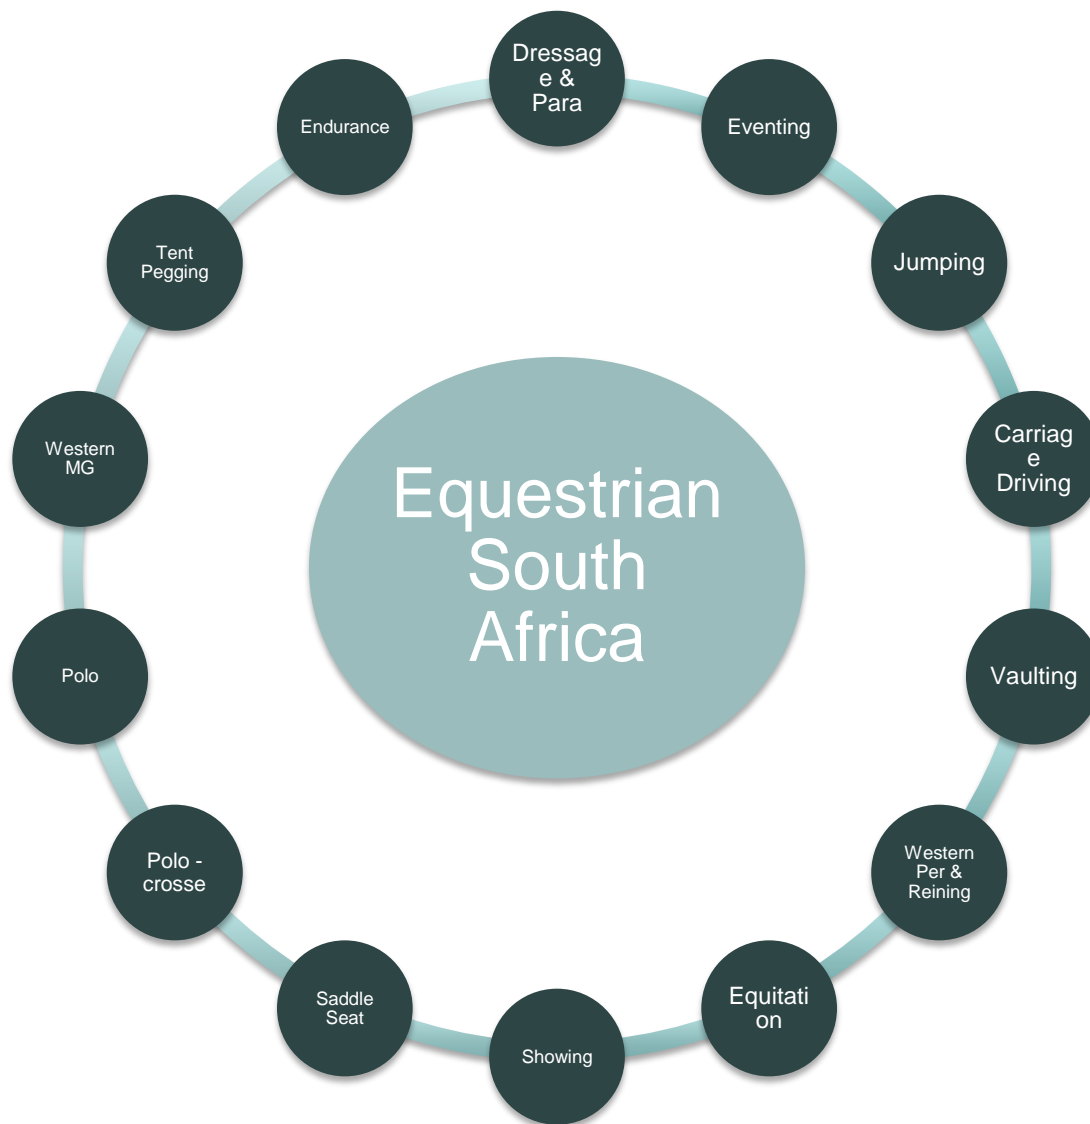 Dressag
e &
Para
Eventing
Jumping
Carriag
e
Driving
Vaulting
Western
Per &
Reining
Equitati
on
Showing
Saddle
Seat
Polo -
crosse
Polo
Western
MG
Tent
Pegging
Endurance
Equestrian
South
Africa